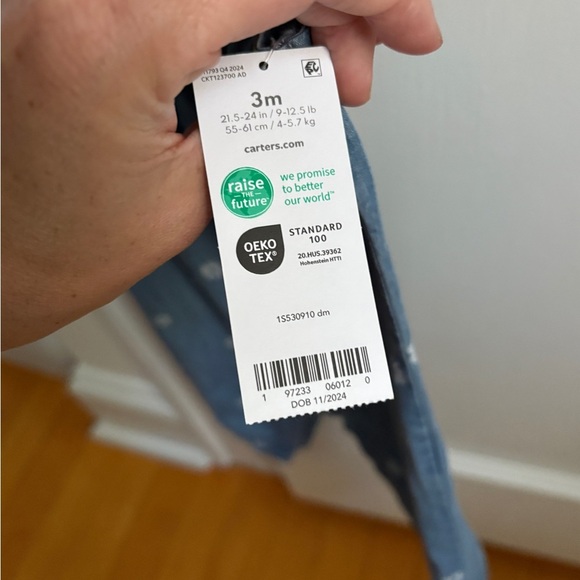 Q4 2024
CKT123700 AD
3m
21.5-24 in / 9-12.5 lb
55-61 cm / 4-5.7 kg
carters.com
raise
THE
future
we promise
to better
our world™
OEKO
TEX®
STANDARD
100
20.HUS.39362
Hohenstein HTTI
1S530910 dm
1 97233 06012 0
DOB 11/2024